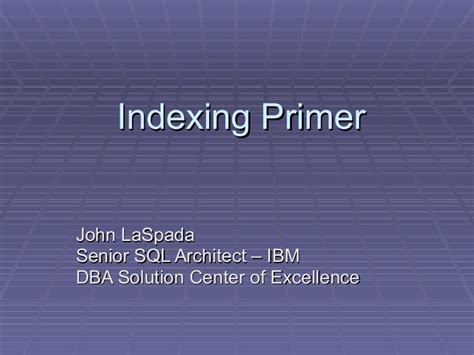 Indexing Primer
John LaSpada
Senior SQL Architect – IBM
DBA Solution Center of Excellence